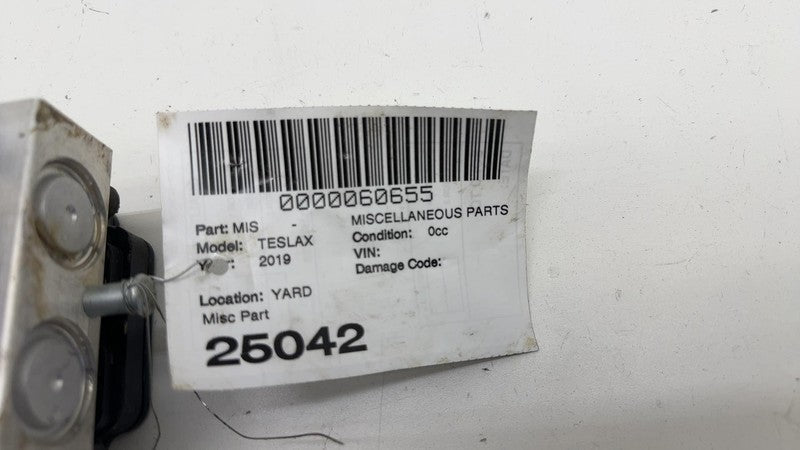 0000060655
Part: MIS - MISCELLANEOUS PARTS
Model: TESLAX Condition: 0cc
2019 VIN:
Damage Code:
Location: YARD
Misc Part
25042